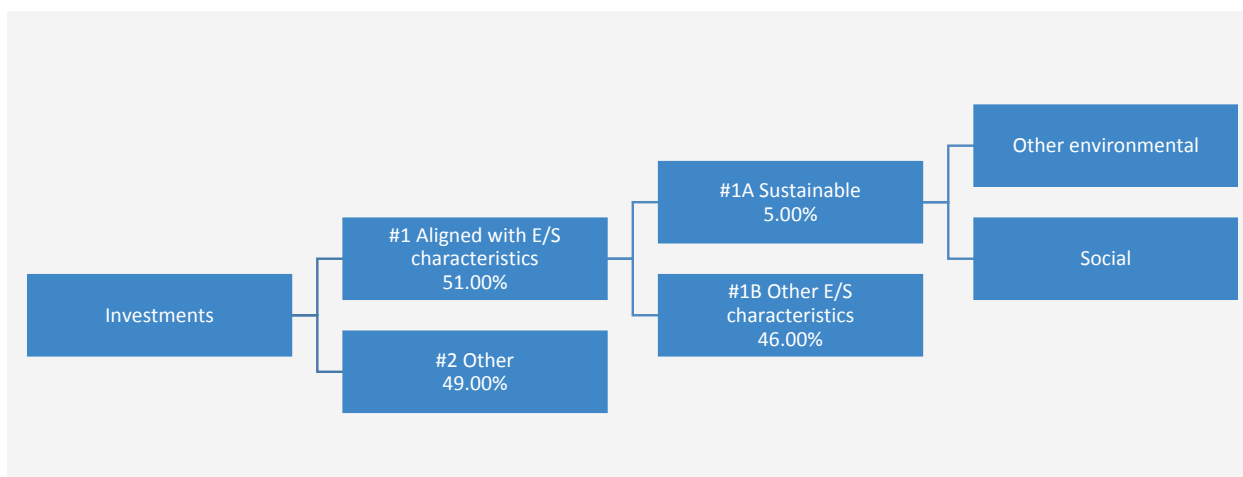 Investments
#1 Aligned with E/S
characteristics
51.00%
#2 Other
49.00%
#1A Sustainable
5.00%
#1B Other E/S
characteristics
46.00%
Other environmental
Social